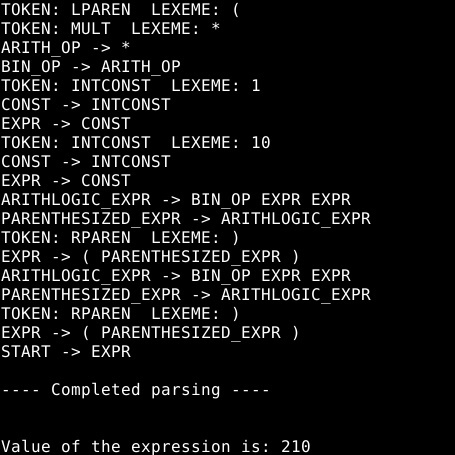 TOKEN: LPAREN  LEXEME: (
TOKEN: MULT  LEXEME: *
ARITH_OP -> *
BIN_OP -> ARITH_OP
TOKEN: INTCONST  LEXEME: 1
CONST -> INTCONST
EXPR -> CONST
TOKEN: INTCONST  LEXEME: 10
CONST -> INTCONST
EXPR -> CONST
ARITHLOGIC_EXPR -> BIN_OP EXPR EXPR
PARENTHESIZED_EXPR -> ARITHLOGIC_EXPR
TOKEN: RPAREN  LEXEME: )
EXPR -> ( PARENTHESIZED_EXPR )
ARITHLOGIC_EXPR -> BIN_OP EXPR EXPR
PARENTHESIZED_EXPR -> ARITHLOGIC_EXPR
TOKEN: RPAREN  LEXEME: )
EXPR -> ( PARENTHESIZED_EXPR )
START -> EXPR
---- Completed parsing ----
Value of the expression is: 210